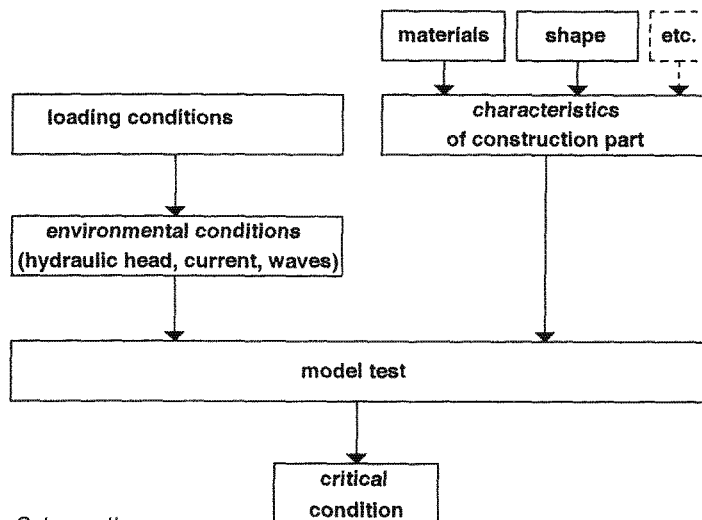 materials
shape
etc.
loading conditions
characteristics
of construction part
environmental conditions
(hydraulic head, current, waves)
model test
critical
condition